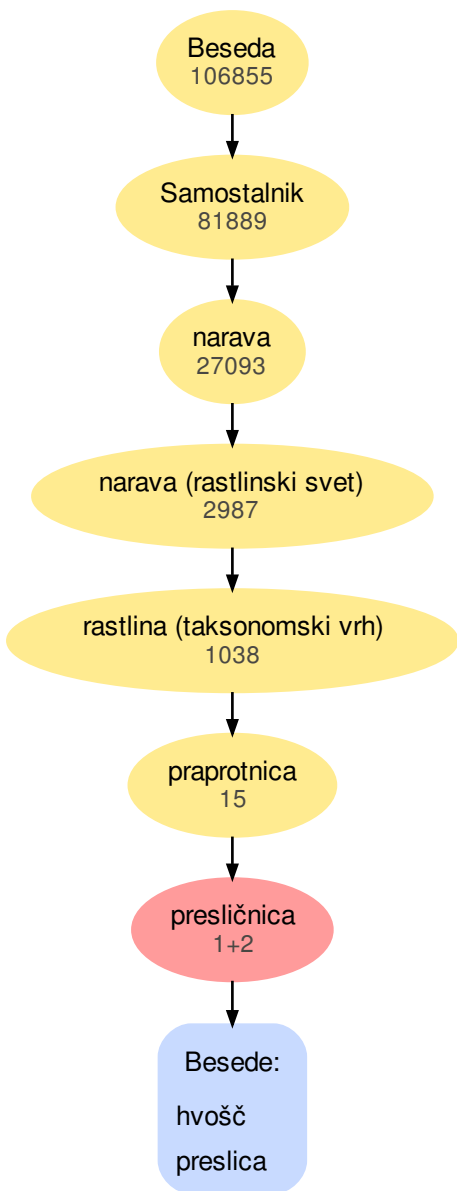 Beseda
106855
Samostalnik
81889
narava
27093
narava (rastlinski svet)
2987
rastlina (taksonomski vrh)
1038
praprotnica
15
presličnica
1+2
Besede:
hvošč
preslica